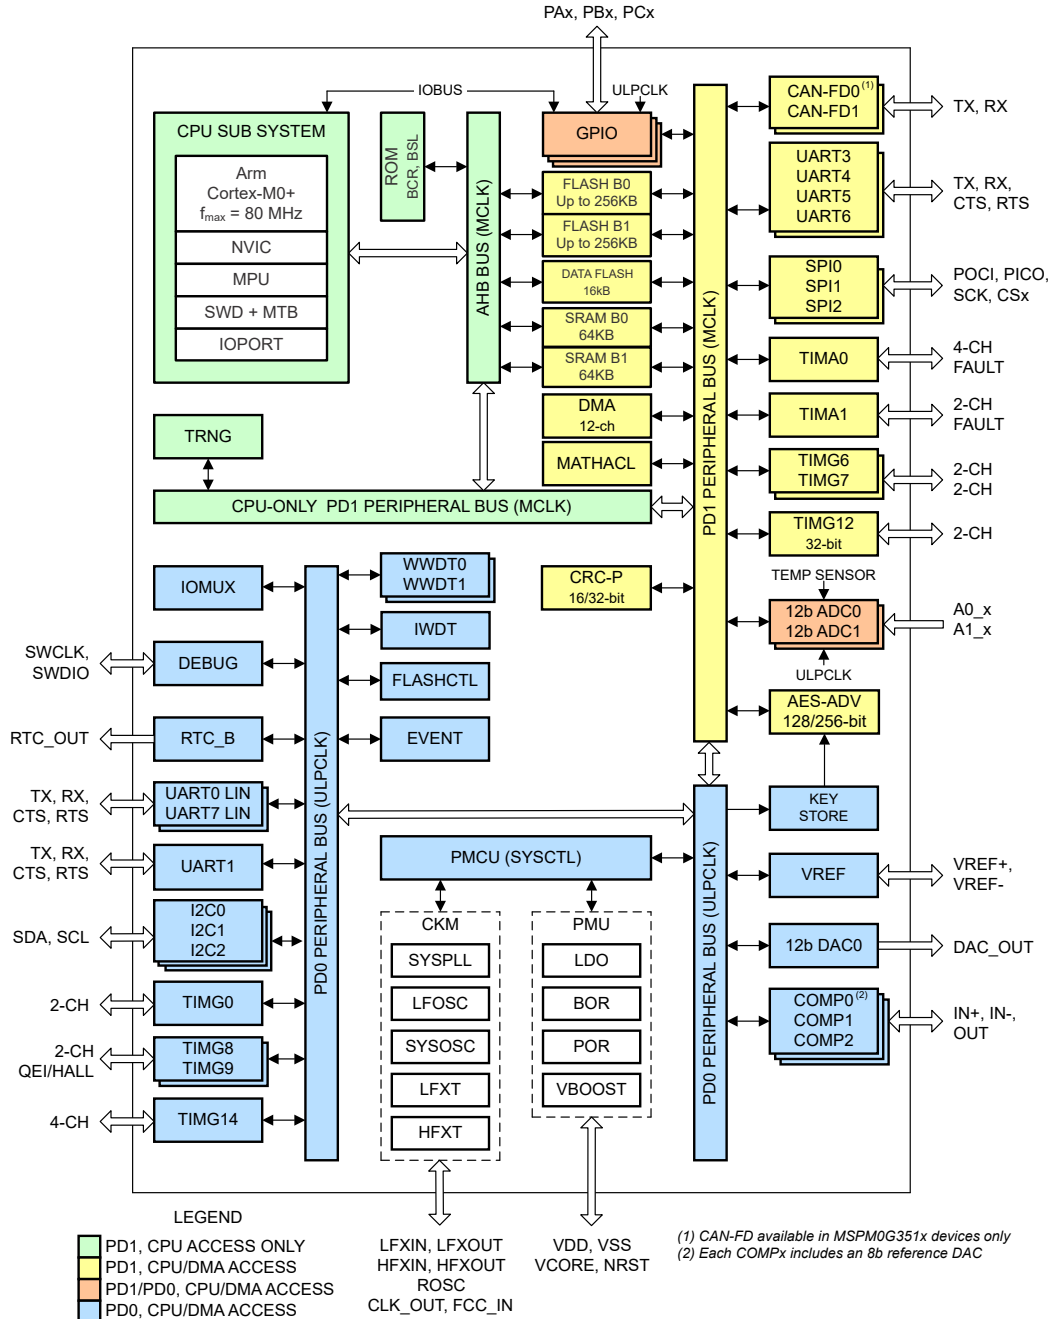 PAx, PBx, PCx
IOBUS
ULPCLK
CPU SUB SYSTEM
Arm
Cortex-M0+
fmax = 80 MHz
NVIC
MPU
SWD + MTB
IOPORT
ROM
BCR, BSL
AHB BUS (MCLK)
GPIO
FLASH B0
Up to 256KB
FLASH B1
Up to 256KB
DATA FLASH
16kB
SRAM B0
64KB
SRAM B1
64KB
DMA
12-ch
MATHACL
PD1 PERIPHERAL BUS (MCLK)
CAN-FD0(1)
CAN-FD1
TX, RX
UART3
UART4
UART5
UART6
TX, RX,
CTS, RTS
SPI0
SPI1
SPI2
POCI, PICO,
SCK, CSx
TIMA0
4-CH
FAULT
TIMA1
2-CH
FAULT
TIMG6
TIMG7
2-CH
2-CH
TIMG12
32-bit
2-CH
TEMP SENSOR
12b ADC0
12b ADC1
A0_x
A1_x
ULPCLK
AES-ADV
128/256-bit
TRNG
CPU-ONLY PD1 PERIPHERAL BUS (MCLK)
CRC-P
16/32-bit
IOMUX
SWCLK,
SWDIO
DEBUG
RTC_OUT
RTC_B
TX, RX,
CTS, RTS
UART0 LIN
UART7 LIN
TX, RX,
CTS, RTS
UART1
SDA, SCL
I2C0
I2C1
I2C2
2-CH
TIMG0
2-CH
QEI/HALL
TIMG8
TIMG9
4-CH
TIMG14
PD0 PERIPHERAL BUS (ULPCLK)
WWDT0
WWDT1
IWDT
FLASHCTL
EVENT
PMCU (SYSCTL)
CKM
SYSPLL
LFOSC
SYSOSC
LFXT
HFXT
PMU
LDO
BOR
POR
VBOOST
PD0 PERIPHERAL BUS (ULPCLK)
KEY
STORE
VREF
VREF+,
VREF-
12b DAC0
DAC_OUT
COMP0(2)
COMP1
COMP2
IN+, IN-,
OUT
LEGEND
PD1, CPU ACCESS ONLY
PD1, CPU/DMA ACCESS
PD1/PD0, CPU/DMA ACCESS
PD0, CPU/DMA ACCESS
LFXIN, LFXOUT
HFXIN, HFXOUT
ROSC
CLK_OUT, FCC_IN
VDD, VSS
VCORE, NRST
(1) CAN-FD available in MSPM0G351x devices only
(2) Each COMPx includes an 8b reference DAC